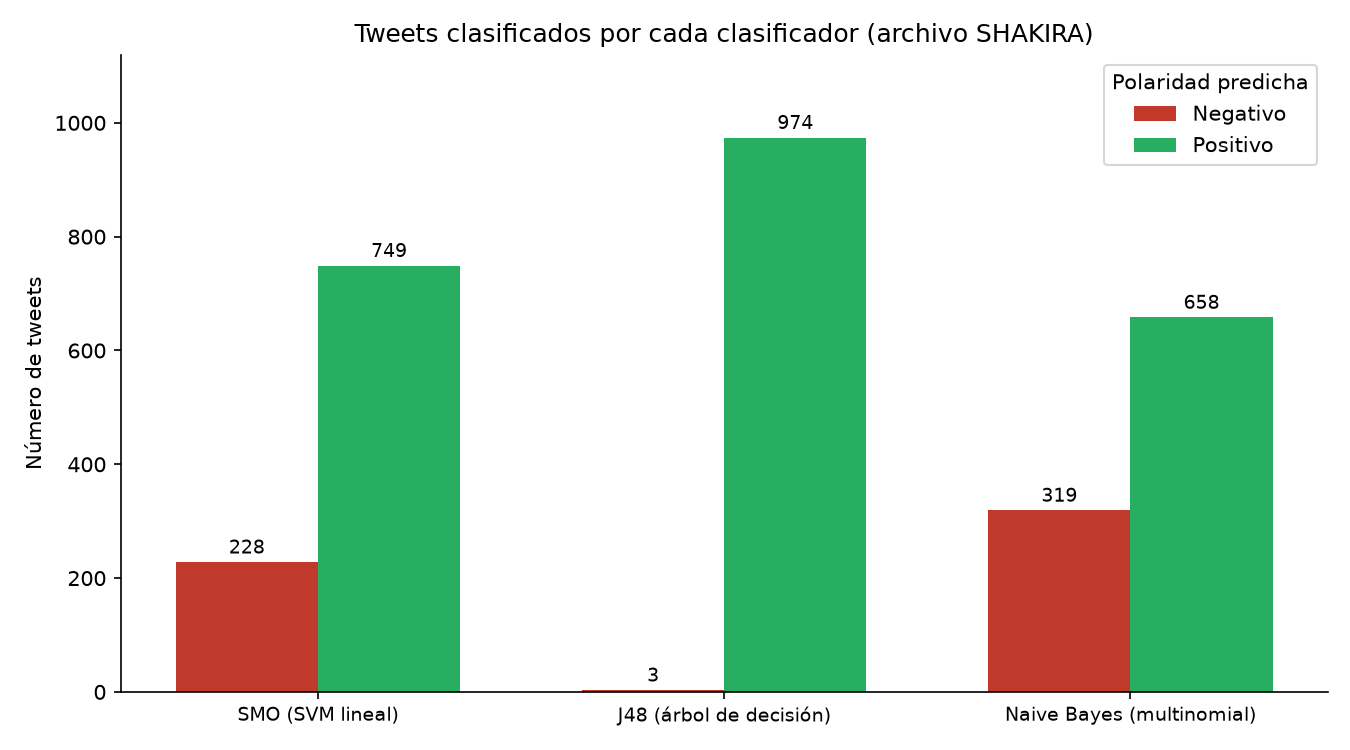 Tweets clasificados por cada clasificador (archivo SHAKIRA)
Polaridad predicha
Negativo
Positivo
Número de tweets
1000
800
600
400
200
0
228
749
3
974
319
658
SMO (SVM lineal)
J48 (árbol de decisión)
Naive Bayes (multinomial)